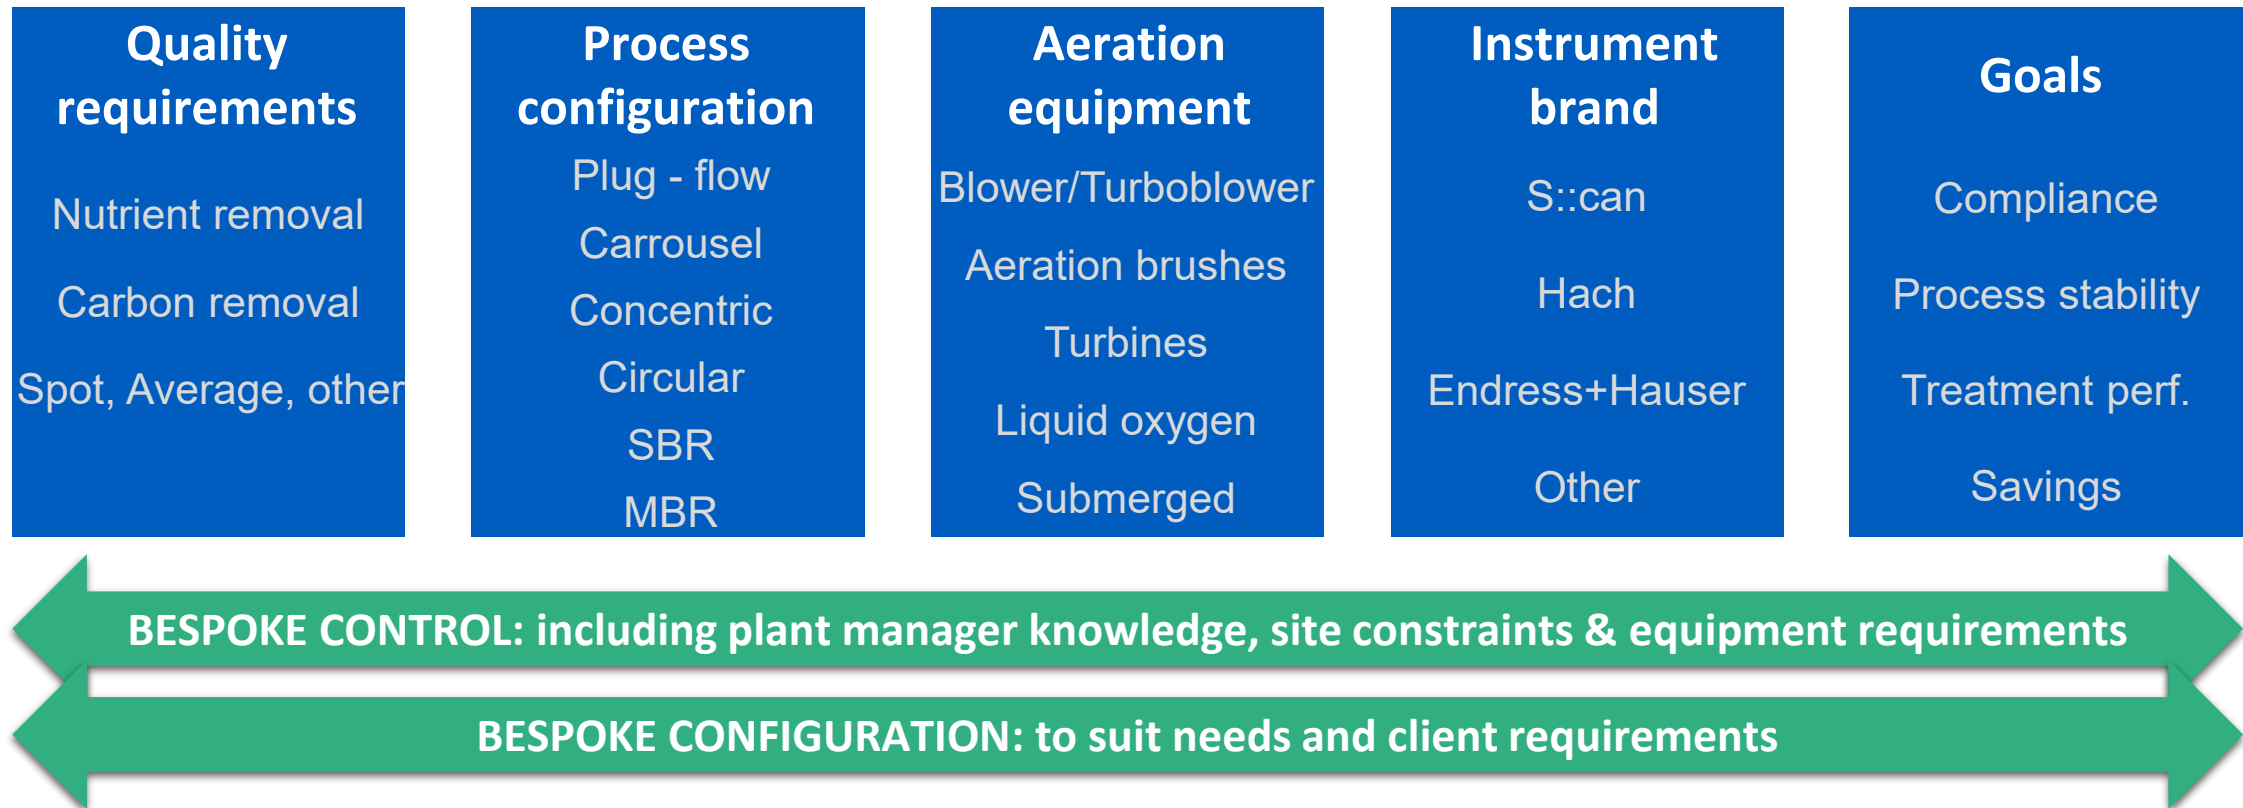 Quality
requirements
Nutrient removal
Carbon removal
Spot, Average, other
Process
configuration
Plug - flow
Carrousel
Concentric
Circular
SBR
MBR
Aeration
equipment
Blower/Turboblower
Aeration brushes
Turbines
Liquid oxygen
Submerged
Instrument
brand
S::can
Hach
Endress+Hauser
Other
Goals
Compliance
Process stability
Treatment perf.
Savings
BESPOKE CONTROL: including plant manager knowledge, site constraints & equipment requirements
BESPOKE CONFIGURATION: to suit needs and client requirements